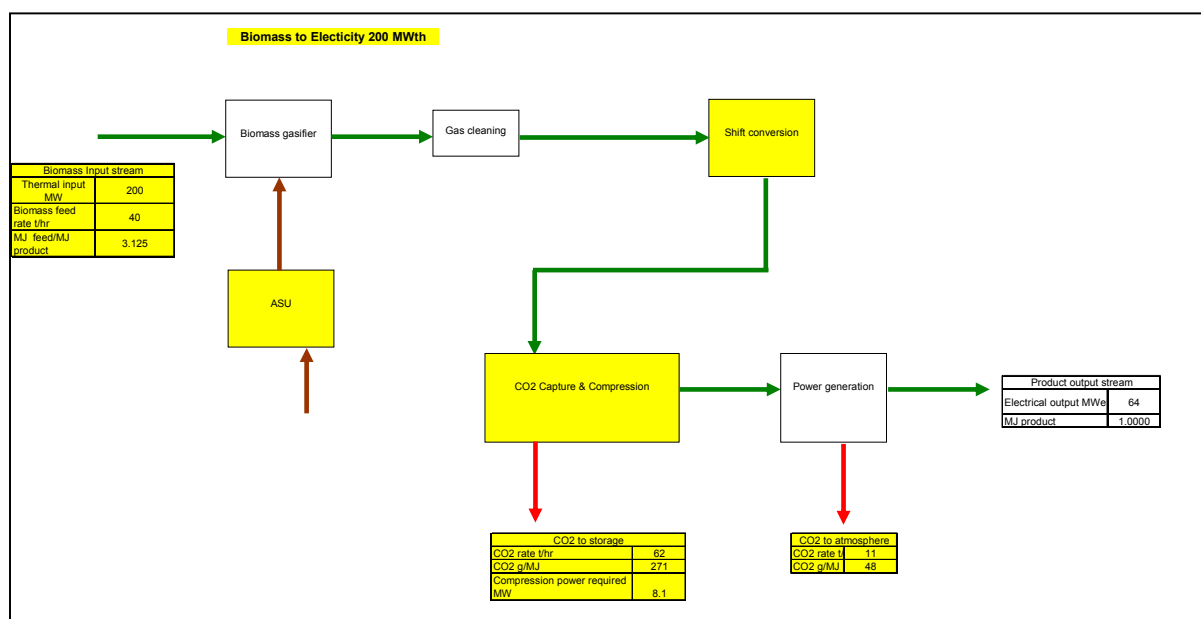 Biomass to Electicity 200 MWth
Biomass gasifier
Gas cleaning
Shift conversion
Biomass Input stream
Thermal input
MW
200
Biomass feed
rate t/hr
40
MJ feed/MJ
product
3.125
ASU
CO2 Capture & Compression
Power generation
Product output stream
Electrical output MWe
64
MJ product
1.0000
CO2 to storage
CO2 rate t/hr
62
CO2 g/MJ
271
Compression power required
MW
8.1
CO2 to atmosphere
CO2 rate t/
11
CO2 g/MJ
48